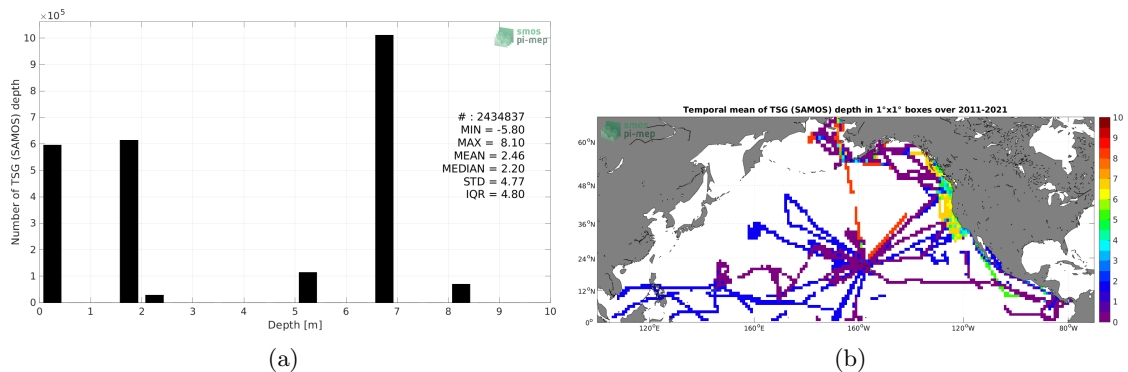 ×10⁵
smos
pi-mep
10
9
8
7
6
5
4
3
2
1
0
Number of TSG (SAMOS) depth
# : 2434837
MIN = -5.80
MAX = 8.10
MEAN = 2.46
MEDIAN = 2.20
STD = 4.77
IQR = 4.80
0 1 2 3 4 5 6 7 8 9 10
Depth [m]
(a)
Temporal mean of TSG (SAMOS) depth in 1°x1° boxes over 2011-2021
smos
pi-mep
60°N
48°N
36°N
24°N
12°N
0°
120°E 160°E 160°W 120°W 80°W
10
9
8
7
6
5
4
3
2
1
0
(b)